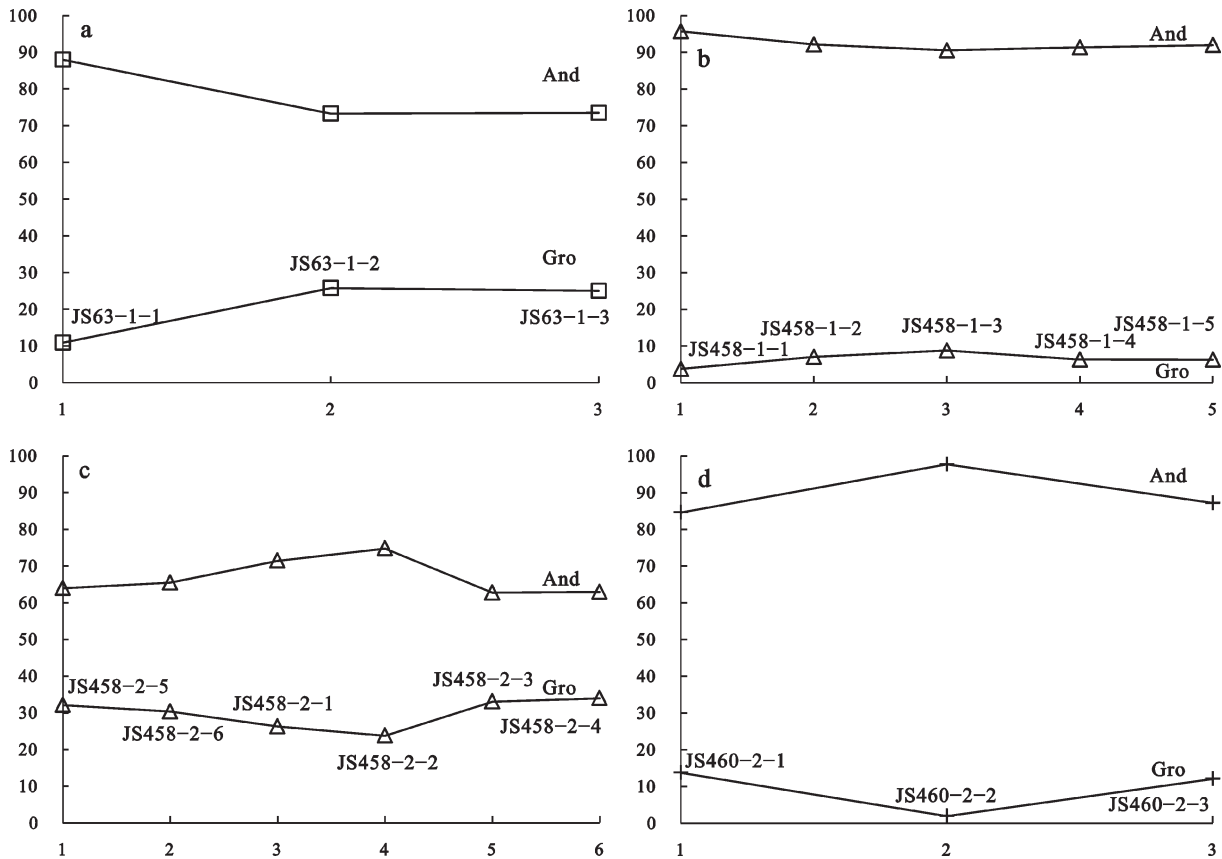 100
90
80
70
60
50
40
30
20
10
0
a
And
Gro
JS63-1-1
JS63-1-2
JS63-1-3
1 2 3
100
90
80
70
60
50
40
30
20
10
0
b
And
JS458-1-1
JS458-1-2
JS458-1-3
JS458-1-4
JS458-1-5
Gro
1 2 3 4 5
100
90
80
70
60
50
40
30
20
10
0
c
And
Gro
JS458-2-5
JS458-2-6
JS458-2-1
JS458-2-2
JS458-2-3
JS458-2-4
1 2 3 4 5 6
100
90
80
70
60
50
40
30
20
10
0
d
And
Gro
JS460-2-1
JS460-2-2
JS460-2-3
1 2 3